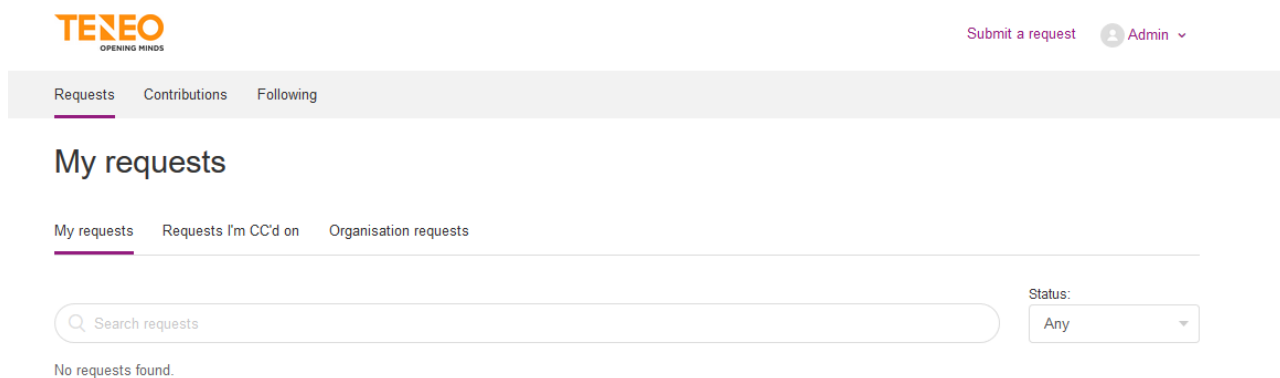 TENEO
OPENING MINDS
Submit a request Admin
Requests Contributions Following
My requests
My requests Requests I'm CC'd on Organisation requests
Status:
Search requests Any
No requests found.